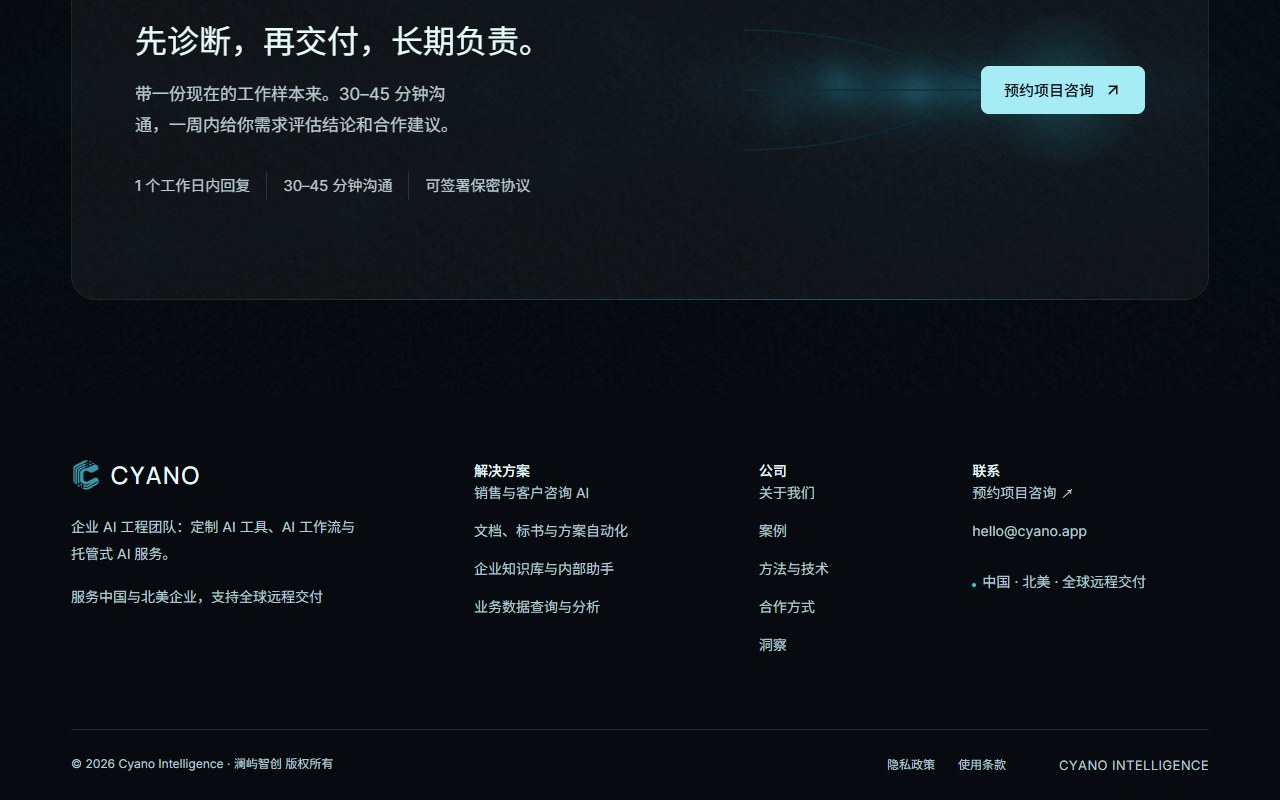 先诊断，再交付，长期负责。
带一份现在的工作样本来。30–45 分钟沟
通，一周内给你需求评估结论和合作建议。
预约项目咨询
1 个工作日内回复
30–45 分钟沟通
可签署保密协议
CYANO
企业 AI 工程团队：定制 AI 工具、AI 工作流与
托管式 AI 服务。
服务中国与北美企业，支持全球远程交付
解决方案
销售与客户咨询 AI
文档、标书与方案自动化
企业知识库与内部助手
业务数据查询与分析
公司
关于我们
案例
方法与技术
合作方式
洞察
联系
预约项目咨询
hello@cyano.app
中国 · 北美 · 全球远程交付
© 2026 Cyano Intelligence · 澜屿智创 版权所有
隐私政策
使用条款
CYANO INTELLIGENCE